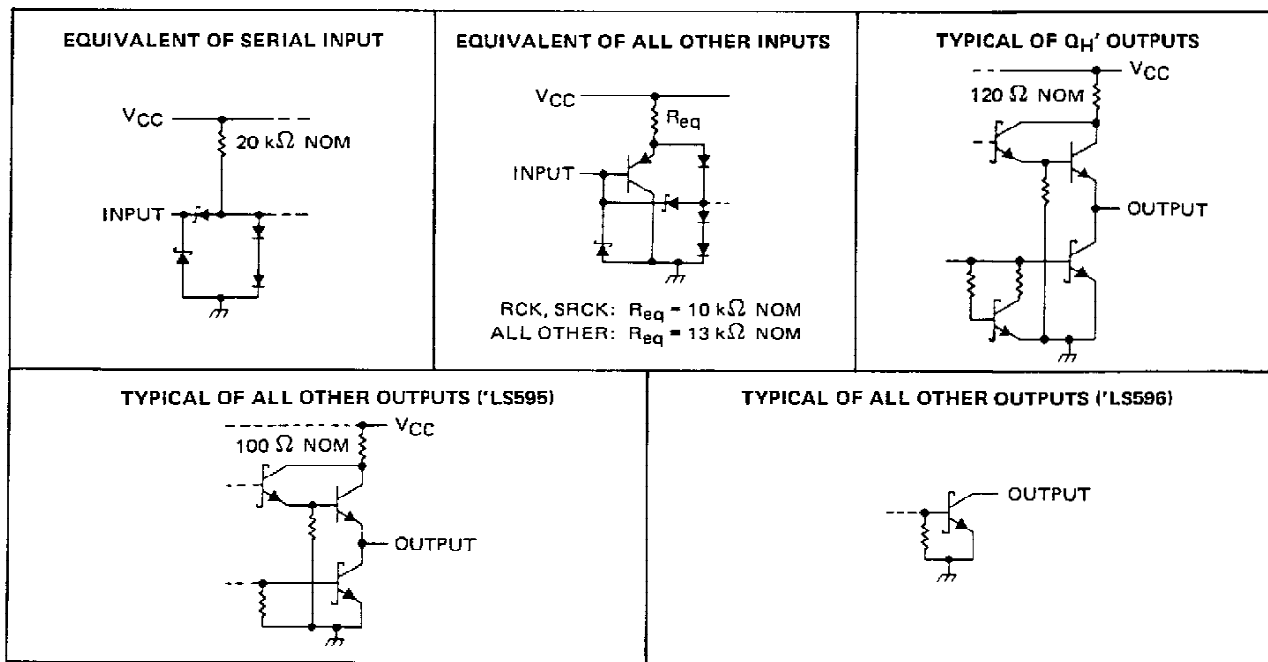 EQUIVALENT OF SERIAL INPUT
VCC
20 kΩ NOM
INPUT
EQUIVALENT OF ALL OTHER INPUTS
VCC
Req
INPUT
RCK, SRCK: Req = 10 kΩ NOM
ALL OTHER: Req = 13 kΩ NOM
TYPICAL OF QH' OUTPUTS
VCC
120 Ω NOM
OUTPUT
TYPICAL OF ALL OTHER OUTPUTS ('LS595)
VCC
100 Ω NOM
OUTPUT
TYPICAL OF ALL OTHER OUTPUTS ('LS596)
OUTPUT